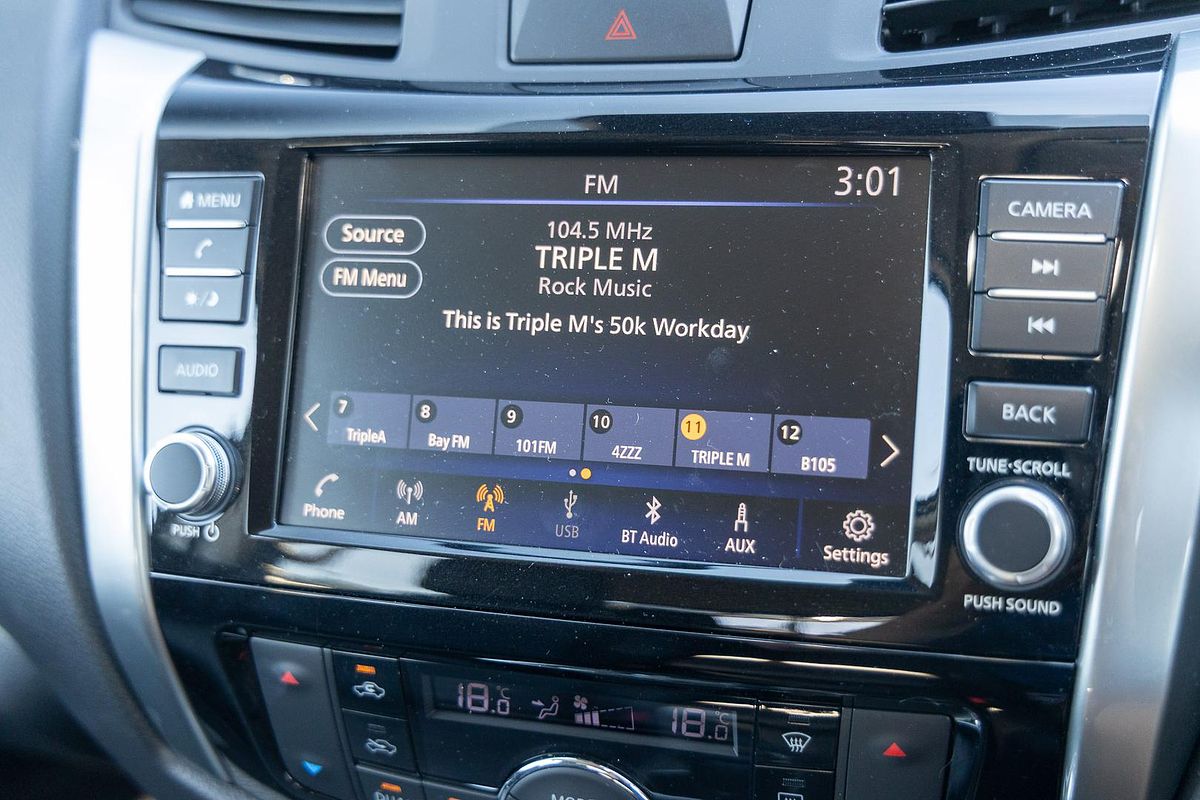 FM
3:01
MENU
CAMERA
Source
104.5 MHz
TRIPLE M
FM Menu
Rock Music
This is Triple M's 50k Workday
AUDIO
7
TripleA
8
Bay FM
9
101FM
10
4ZZZ
11
TRIPLE M
12
B105
BACK
TUNE·SCROLL
PUSH
Phone
AM
FM
USB
BT Audio
AUX
Settings
PUSH SOUND
18.0°C
18.0°C